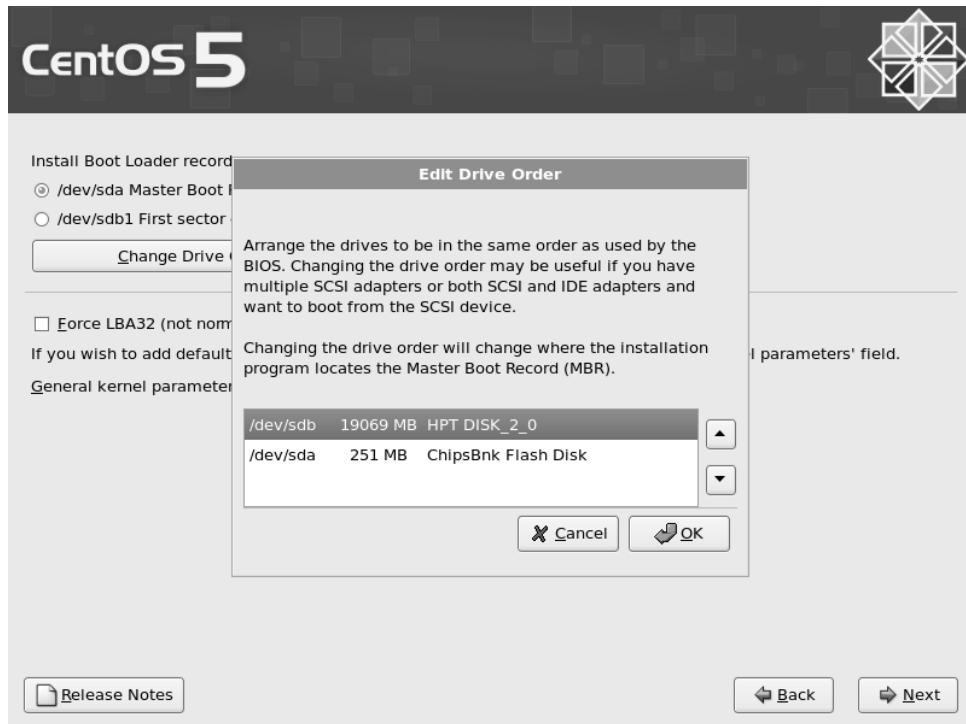 CentOS 5
Install Boot Loader record
/dev/sda Master Boot
/dev/sdb1 First sector
Change Drive
Force LBA32 (not norm
If you wish to add default
l parameters' field.
General kernel parameter
Edit Drive Order
Arrange the drives to be in the same order as used by the
BIOS. Changing the drive order may be useful if you have
multiple SCSI adapters or both SCSI and IDE adapters and
want to boot from the SCSI device.
Changing the drive order will change where the installation
program locates the Master Boot Record (MBR).
/dev/sdb 19069 MB HPT DISK_2_0
/dev/sda 251 MB ChipsBnk Flash Disk
Cancel
OK
Release Notes
Back
Next